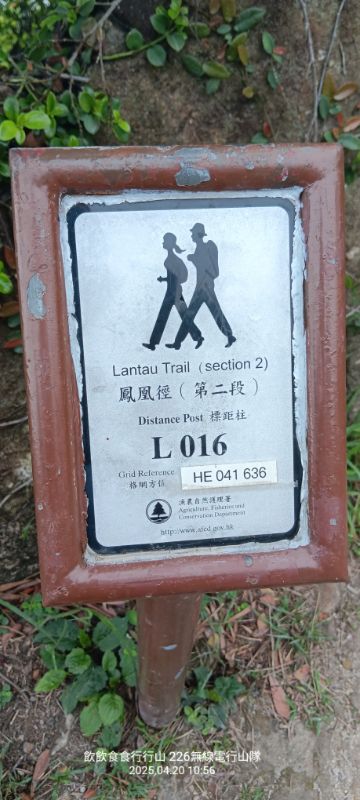 Lantau Trail (section 2)
鳳凰徑（第二段）
Distance Post 標距柱
L 016
Grid Reference HE 041 636
格網方位
漁農自然護理署
Agriculture, Fisheries and
Conservation Department
http://www.afcd.gov.hk
飲飲食食行行山 226無線電行山隊
2025.04.20 10:56